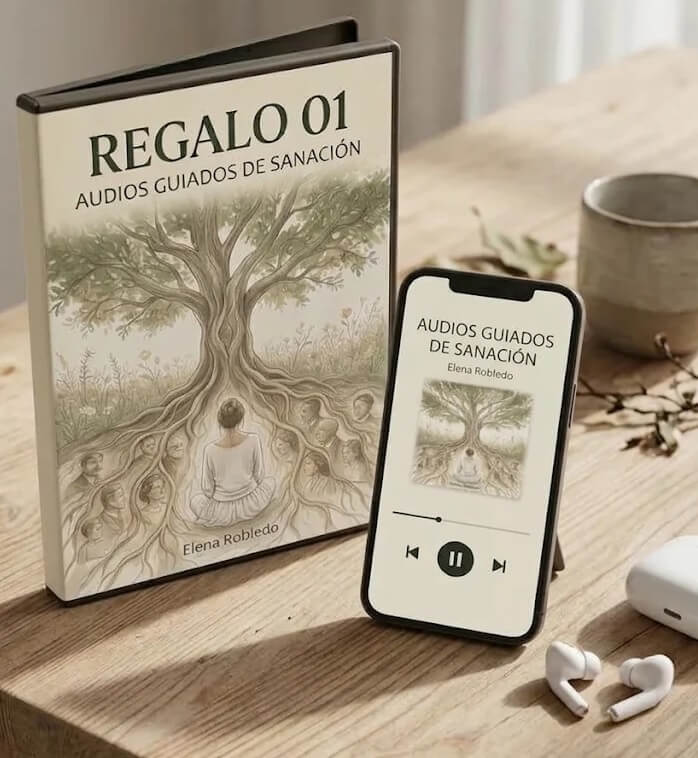 REGALO 01
AUDIOS GUIADOS DE SANACIÓN
Elena Robledo
AUDIOS GUIADOS
DE SANACIÓN
Elena Robledo